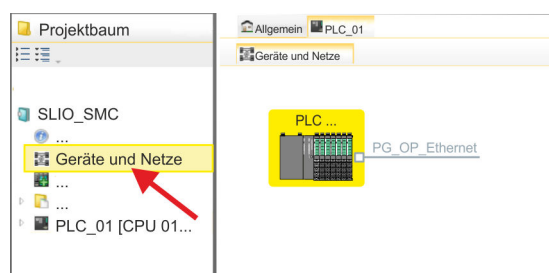 Projektbaum
SLIO_SMC
...
Geräte und Netze
...
...
PLC_01 [CPU 01...
Allgemein PLC_01
Geräte und Netze
PLC ...
PG_OP_Ethernet